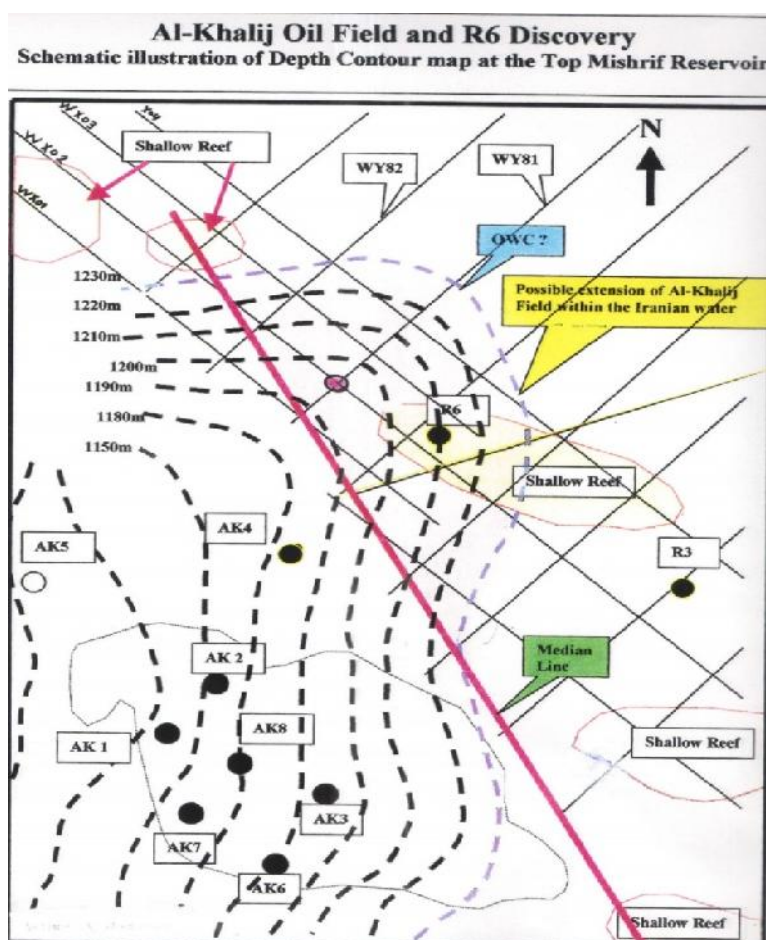 Al-Khalij Oil Field and R6 Discovery
Schematic illustration of Depth Contour map at the Top Mishrif Reservoir
WX03
WX02
WX01
Shallow Reef
WY82
WY81
N
OWC ?
Possible extension of Al-Khalij
Field within the Iranian water
1230m
1220m
1210m
1200m
1190m
1180m
1150m
R6
Shallow Reef
AK5
AK4
R3
AK 2
Median
Line
AK 1
AK8
Shallow Reef
AK3
AK7
AK6
Shallow Reef